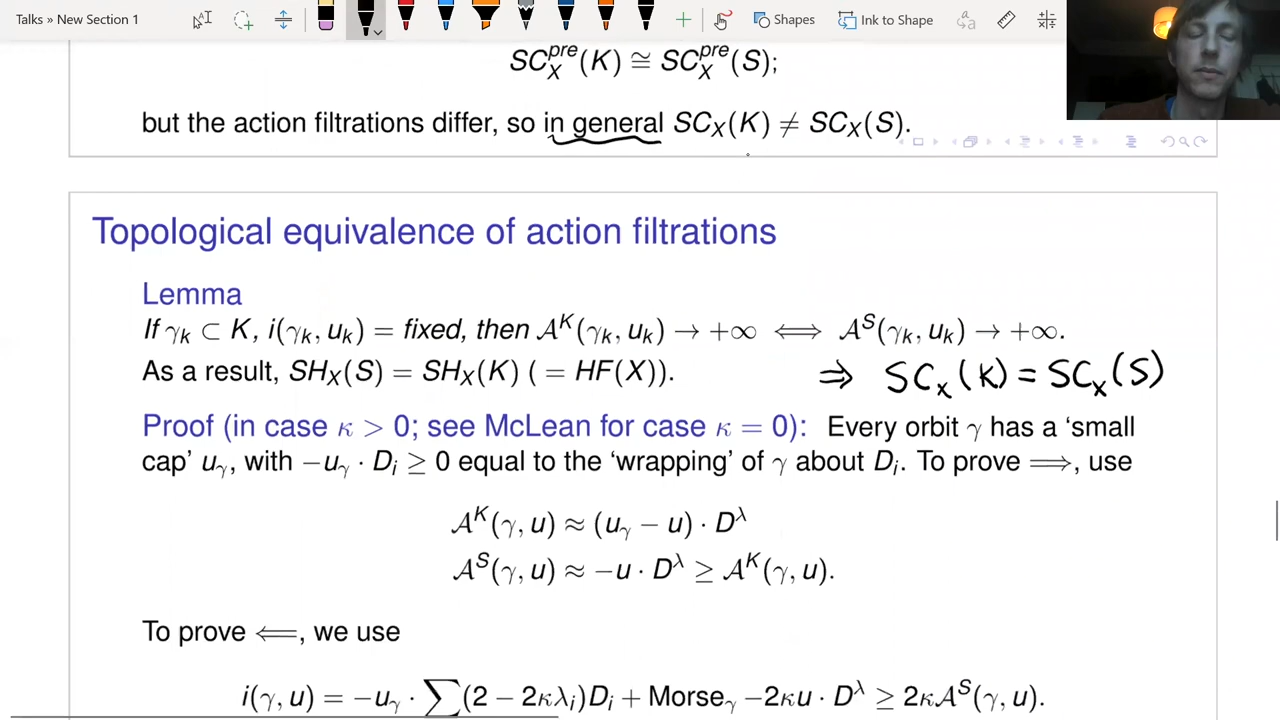 Talks » New Section 1
Shapes
Ink to Shape
SC_X^{pre}(K) ≅ SC_X^{pre}(S);
but the action filtrations differ, so in general SC_X(K) ≠ SC_X(S).
Topological equivalence of action filtrations
Lemma
If γ_k ⊂ K, i(γ_k, u_k) = fixed, then A^K(γ_k, u_k) → +∞ ⟺ A^S(γ_k, u_k) → +∞.
As a result, SH_X(S) = SH_X(K) ( = HF(X)).
⇒ SC_X(K) = SC_X(S)
Proof (in case κ > 0; see McLean for case κ = 0): Every orbit γ has a ‘small
cap’ u_γ, with −u_γ · D_i ≥ 0 equal to the ‘wrapping’ of γ about D_i. To prove ⟹, use
A^K(γ, u) ≈ (u_γ − u) · D^λ
A^S(γ, u) ≈ −u · D^λ ≥ A^K(γ, u).
To prove ⟸, we use
i(γ, u) = −u_γ · ∑(2 − 2κλ_i)D_i + Morse_γ −2κu · D^λ ≥ 2κA^S(γ, u).